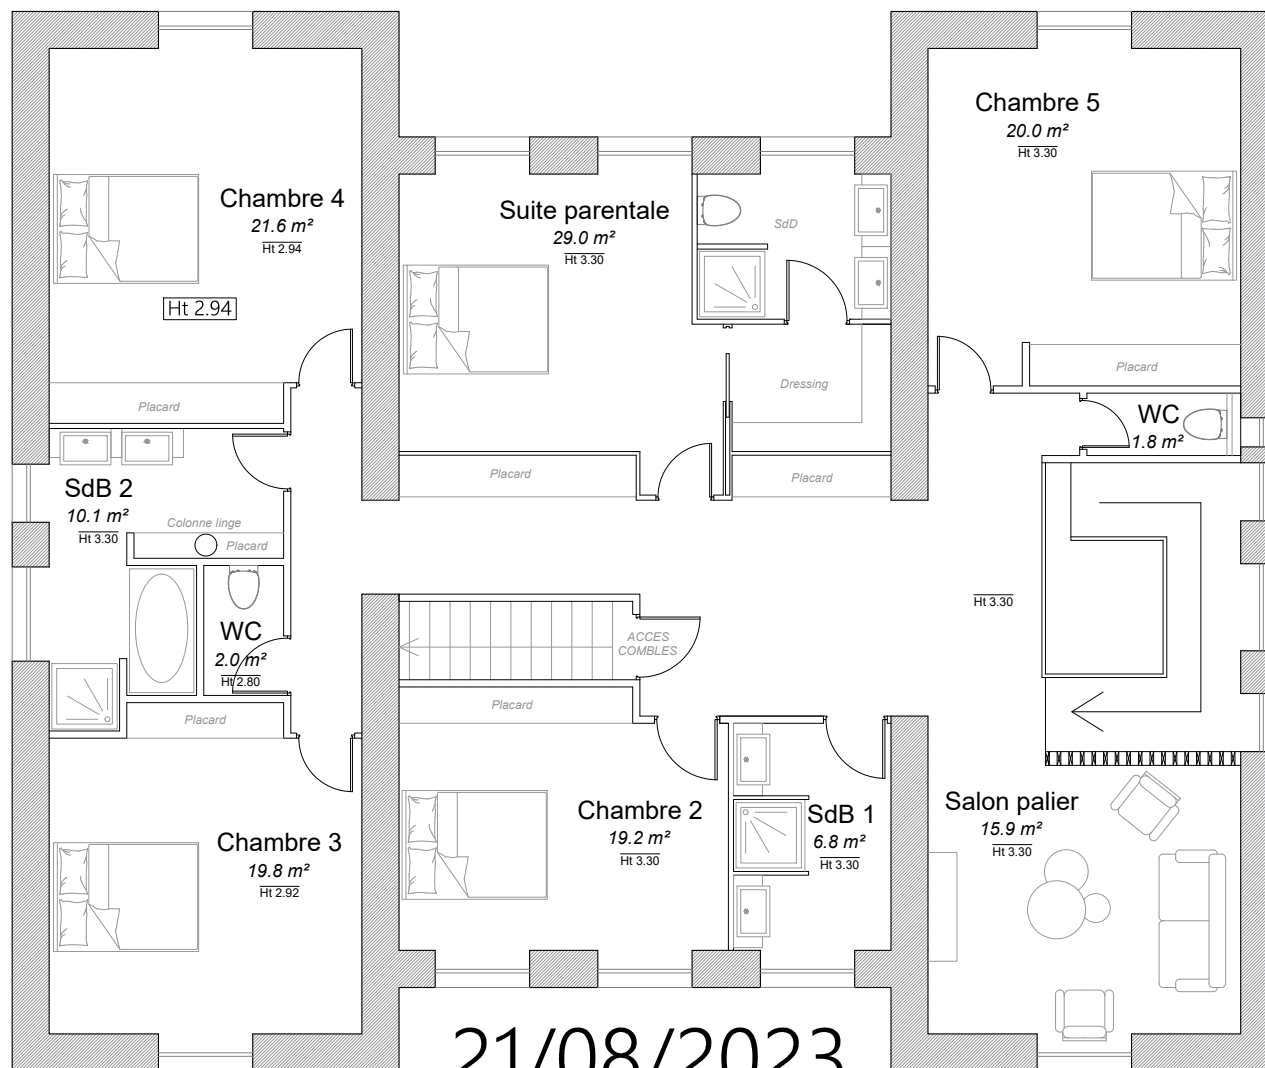 Chambre 4
21.6 m²
Ht 2.94
Ht 2.94
Placard
Suite parentale
29.0 m²
Ht 3.30
SdD
Dressing
Placard
Placard
Chambre 5
20.0 m²
Ht 3.30
Placard
WC
1.8 m²
SdB 2
10.1 m²
Ht 3.30
Colonne linge
Placard
WC
2.0 m²
Ht 2.80
Placard
ACCES
COMBLES
Ht 3.30
Placard
Chambre 3
19.8 m²
Ht 2.92
Chambre 2
19.2 m²
Ht 3.30
SdB 1
6.8 m²
Ht 3.30
Salon palier
15.9 m²
Ht 3.30
21/08/2023